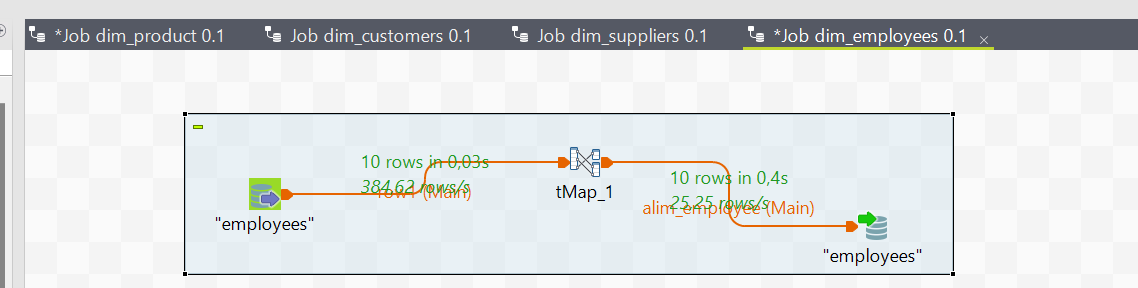 *Job dim_product 0.1
Job dim_customers 0.1
Job dim_suppliers 0.1
*Job dim_employees 0.1
10 rows in 0,03s
384,62 rows/s
row1 (Main)
"employees"
tMap_1
10 rows in 0,4s
25,25 rows/s
alim_employee (Main)
"employees"